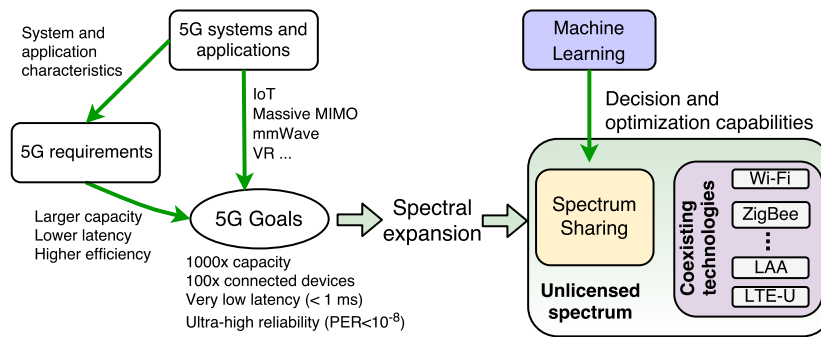 System and
application
characteristics
5G systems and
applications
IoT
Massive MIMO
mmWave
VR ...
5G requirements
Larger capacity
Lower latency
Higher efficiency
5G Goals
1000x capacity
100x connected devices
Very low latency (< 1 ms)
Ultra-high reliability (PER<10⁻⁸)
Spectral
expansion
Machine
Learning
Decision and
optimization capabilities
Spectrum
Sharing
Unlicensed
spectrum
Coexisting
technologies
Wi-Fi
ZigBee
...
LAA
LTE-U